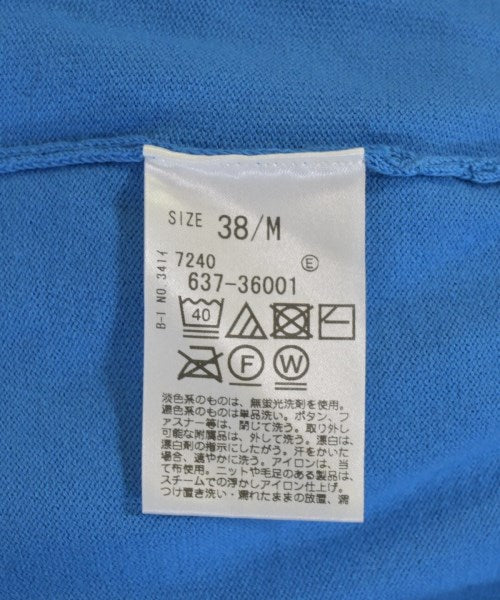 SIZE 38/M
B-I NO. 3414
7240 E
637-36001
40
F W
淡色系のものは、無蛍光洗剤を使用。
濃色系のものは単品洗い。ボタン、フ
ァスナー等は、閉じて洗う。取り外し
可能な附属品は、外して洗う。漂白は、
漂白剤の指示にしたがう。汗をかいた
場合、速やかに洗う。アイロンは、当
て布使用。ニットや毛足のある製品は、
スチームでの浮かしアイロン仕上げ。
つけ置き洗い・濡れたままの放置、濡